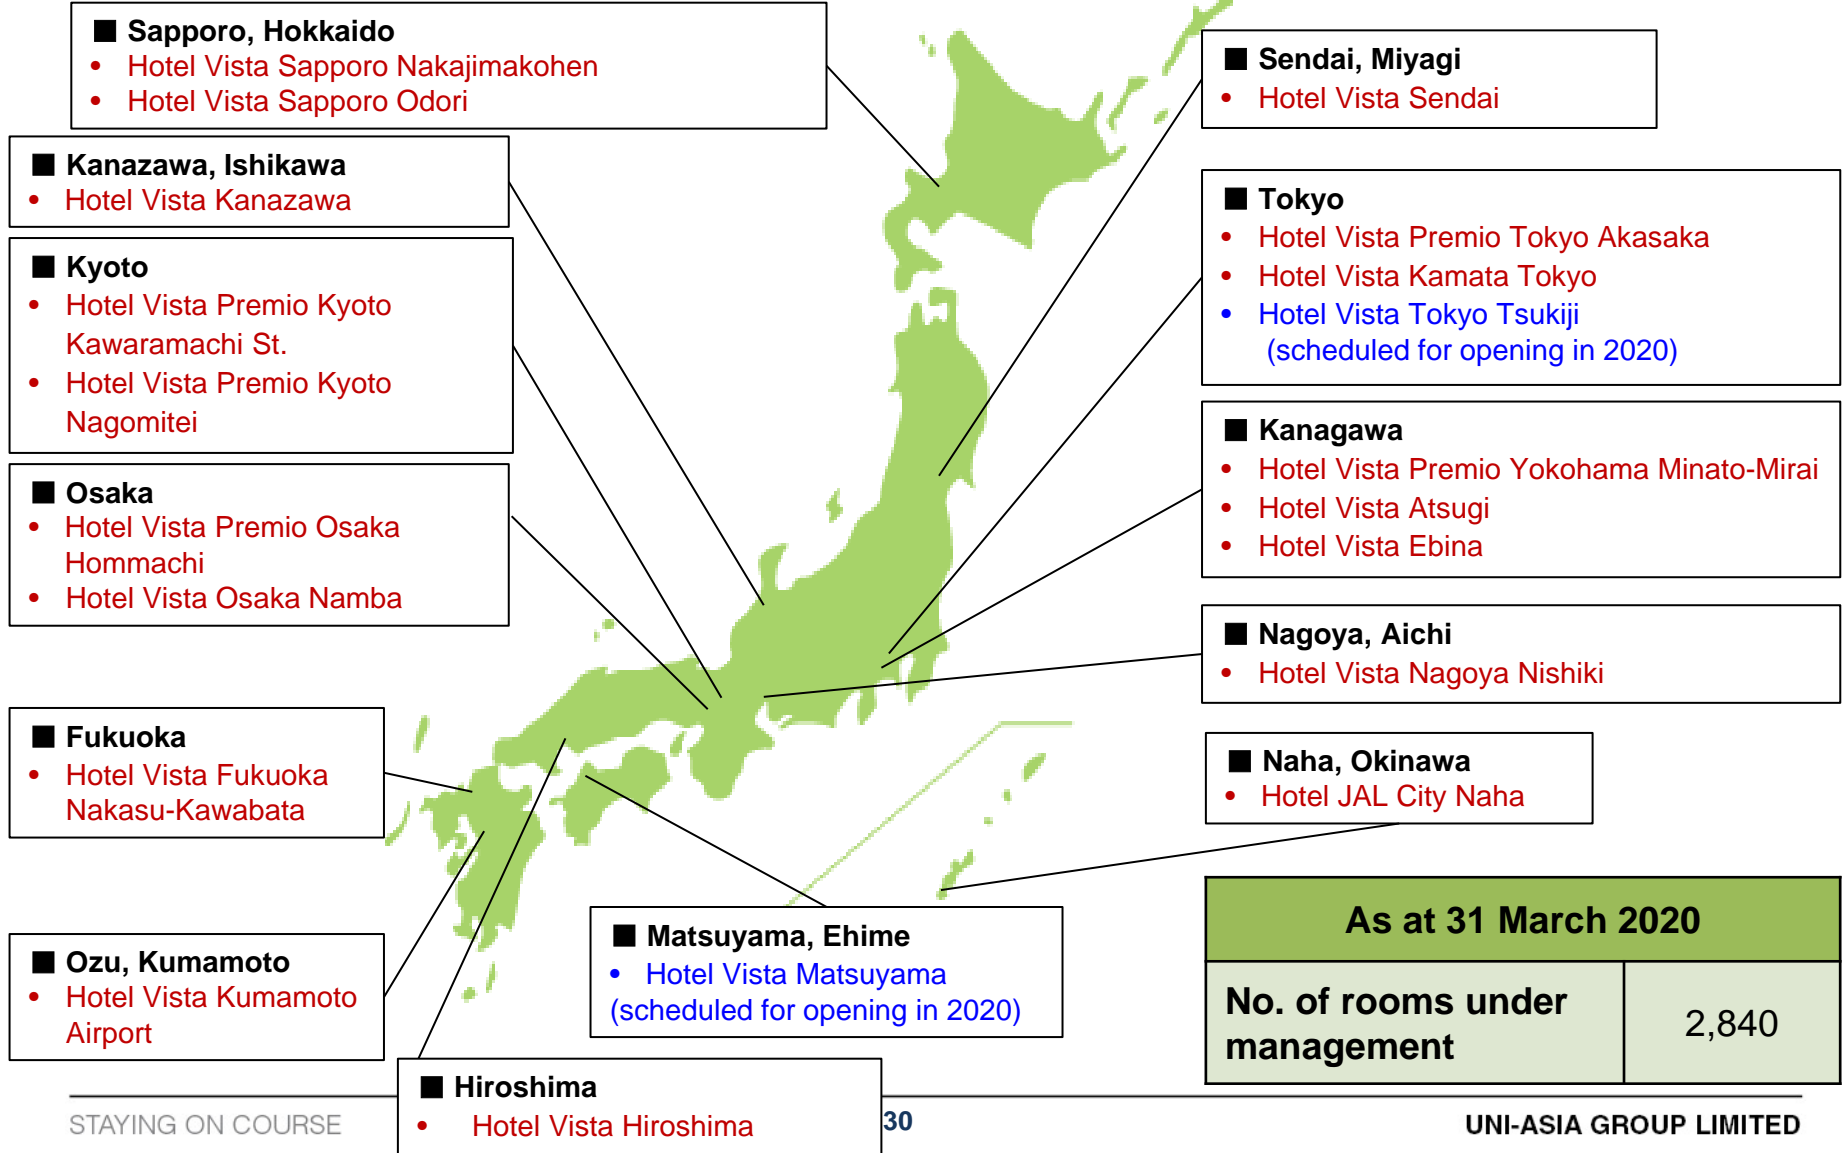 ■ Sapporo, Hokkaido
• Hotel Vista Sapporo Nakajimakohen
• Hotel Vista Sapporo Odori
■ Kanazawa, Ishikawa
• Hotel Vista Kanazawa
■ Kyoto
• Hotel Vista Premio Kyoto
Kawaramachi St.
• Hotel Vista Premio Kyoto
Nagomitei
■ Osaka
• Hotel Vista Premio Osaka
Hommachi
• Hotel Vista Osaka Namba
■ Fukuoka
• Hotel Vista Fukuoka
Nakasu-Kawabata
■ Ozu, Kumamoto
• Hotel Vista Kumamoto
Airport
■ Hiroshima
• Hotel Vista Hiroshima
■ Matsuyama, Ehime
• Hotel Vista Matsuyama
(scheduled for opening in 2020)
■ Sendai, Miyagi
• Hotel Vista Sendai
■ Tokyo
• Hotel Vista Premio Tokyo Akasaka
• Hotel Vista Kamata Tokyo
• Hotel Vista Tokyo Tsukiji
(scheduled for opening in 2020)
■ Kanagawa
• Hotel Vista Premio Yokohama Minato-Mirai
• Hotel Vista Atsugi
• Hotel Vista Ebina
■ Nagoya, Aichi
• Hotel Vista Nagoya Nishiki
■ Naha, Okinawa
• Hotel JAL City Naha
As at 31 March 2020
No. of rooms under
management
2,840
STAYING ON COURSE
30
UNI-ASIA GROUP LIMITED